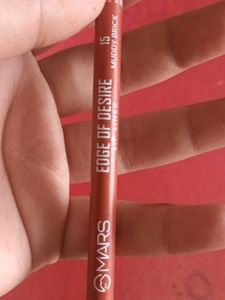 MARS
EDGE OF DESIRE
LIP LINER
15
MUDDY BRICK